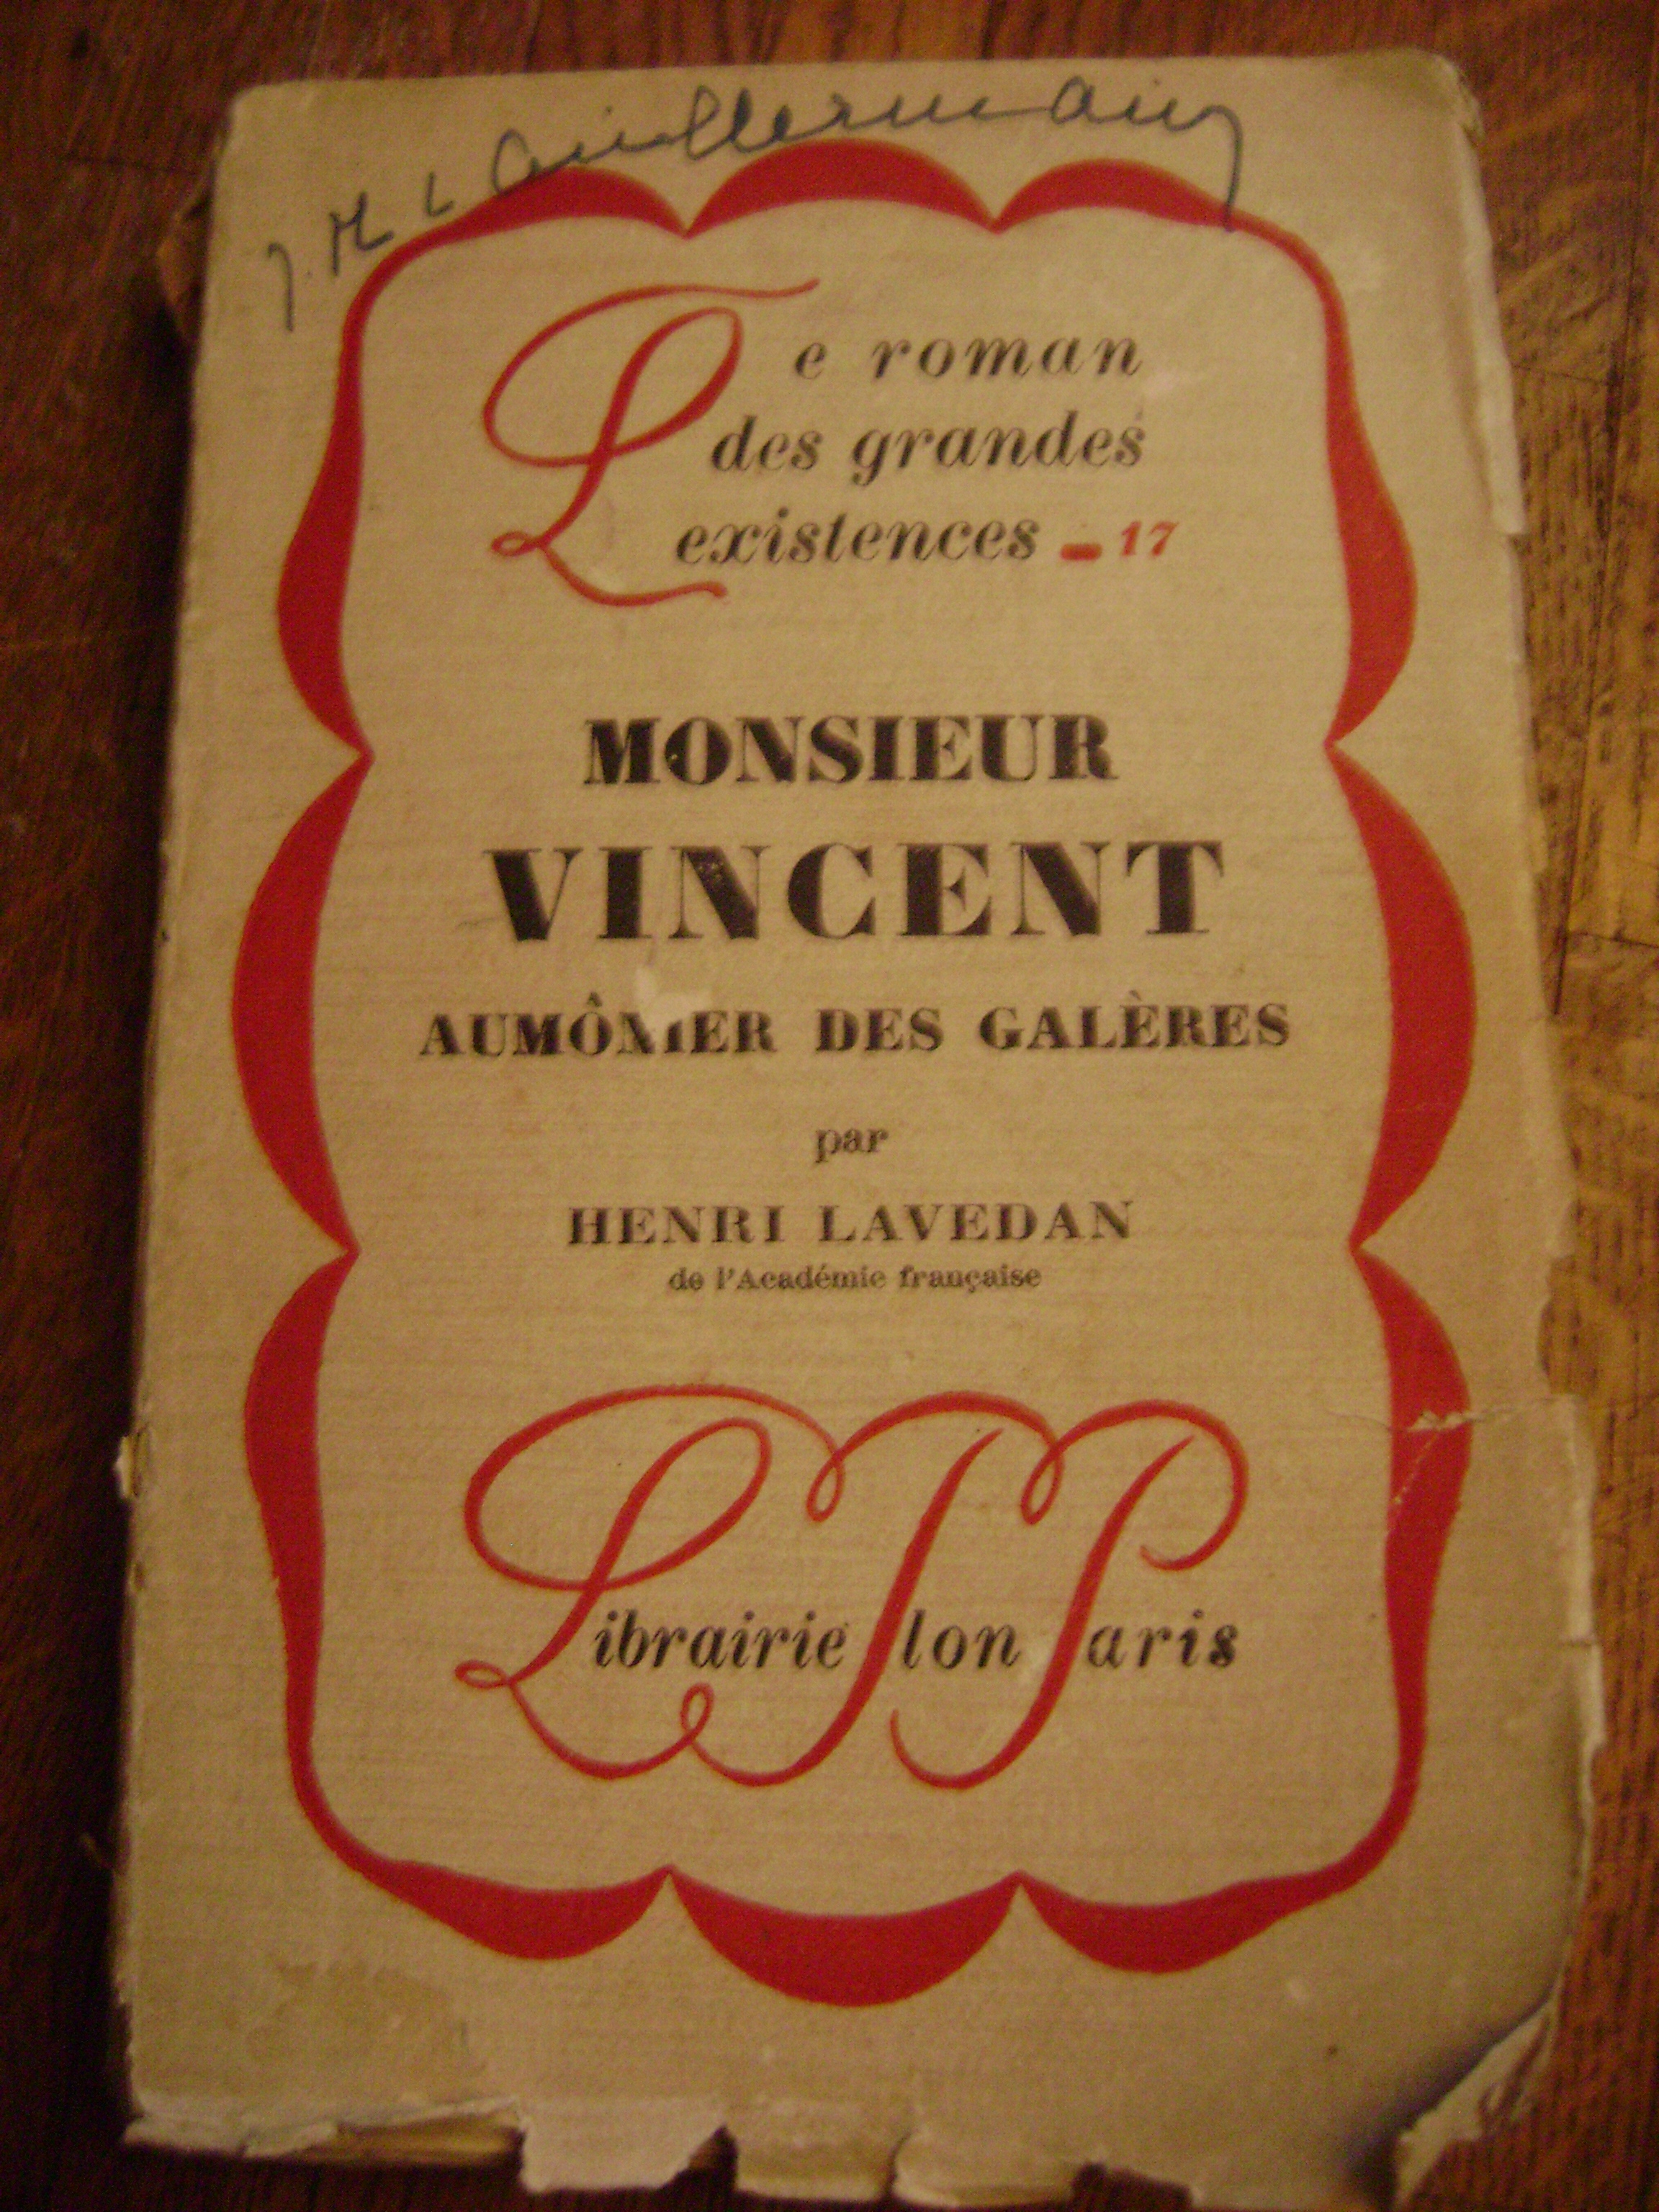 Le roman
des grandes
existences - 17
MONSIEUR
VINCENT
AUMÔNIER DES GALÈRES
par
HENRI LAVEDAN
de l'Académie française
Librairie Plon Paris